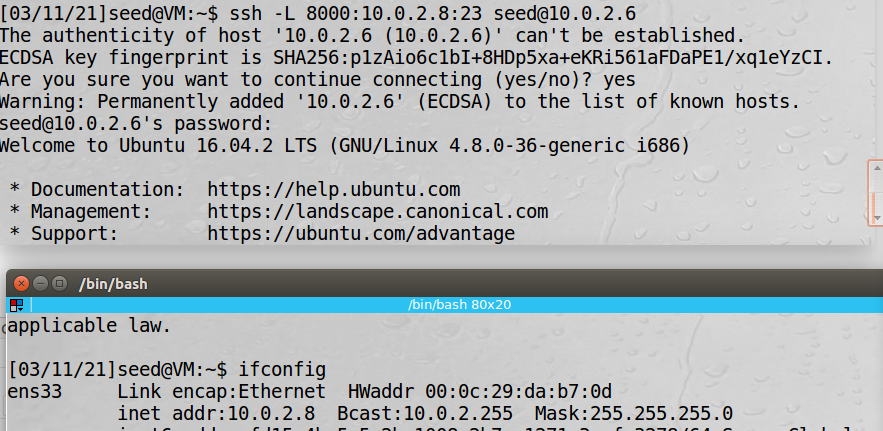 [03/11/21]seed@VM:~$ ssh -L 8000:10.0.2.8:23 seed@10.0.2.6
The authenticity of host '10.0.2.6 (10.0.2.6)' can't be established.
ECDSA key fingerprint is SHA256:p1zAio6c1bI+8HDp5xa+eKRi561aFDaPE1/xq1eYzCI.
Are you sure you want to continue connecting (yes/no)? yes
Warning: Permanently added '10.0.2.6' (ECDSA) to the list of known hosts.
seed@10.0.2.6's password:
Welcome to Ubuntu 16.04.2 LTS (GNU/Linux 4.8.0-36-generic i686)
* Documentation:  https://help.ubuntu.com
* Management:     https://landscape.canonical.com
* Support:        https://ubuntu.com/advantage
/bin/bash
/bin/bash 80x20
applicable law.
[03/11/21]seed@VM:~$ ifconfig
ens33     Link encap:Ethernet  HWaddr 00:0c:29:da:b7:0d
inet addr:10.0.2.8  Bcast:10.0.2.255  Mask:255.255.255.0